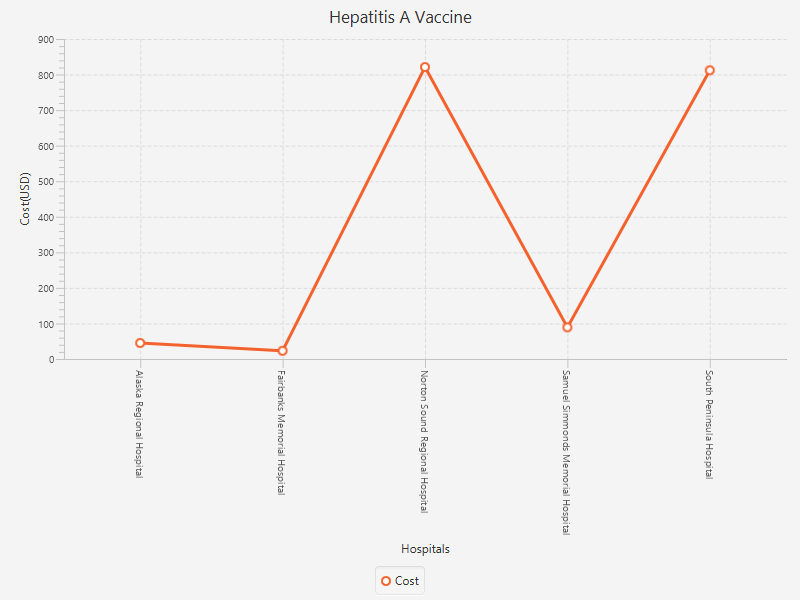 Hepatitis A Vaccine
900
800
700
600
500
400
300
200
100
0
Cost(USD)
Alaska Regional Hospital
Fairbanks Memorial Hospital
Norton Sound Regional Hospital
Samuel Simmonds Memorial Hospital
South Peninsula Hospital
Hospitals
Cost